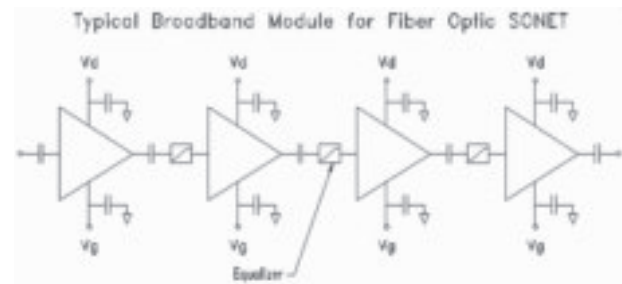 Typical Broadband Module for Fiber Optic SONET
Vd Vd Vd Vd
Vg Vg Vg Vg
Equalizer